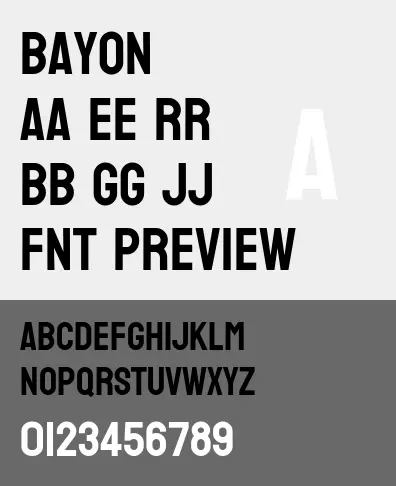 BAYON
AA EE RR
BB GG JJ
A
FNT PREVIEW
ABCDEFGHIJKLM
NOPQRSTUVWXYZ
0123456789